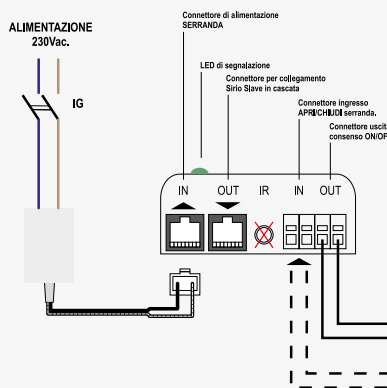 ALIMENTAZIONE
230Vac.
IG
Connettore di alimentazione
SERRANDA
LED di segnalazione
Connettore per collegamento
Sirio Slave in cascata
Connettore ingresso
APRI/CHIUDI serranda.
Connettore uscita
consenso ON/OF
IN OUT IR IN OUT